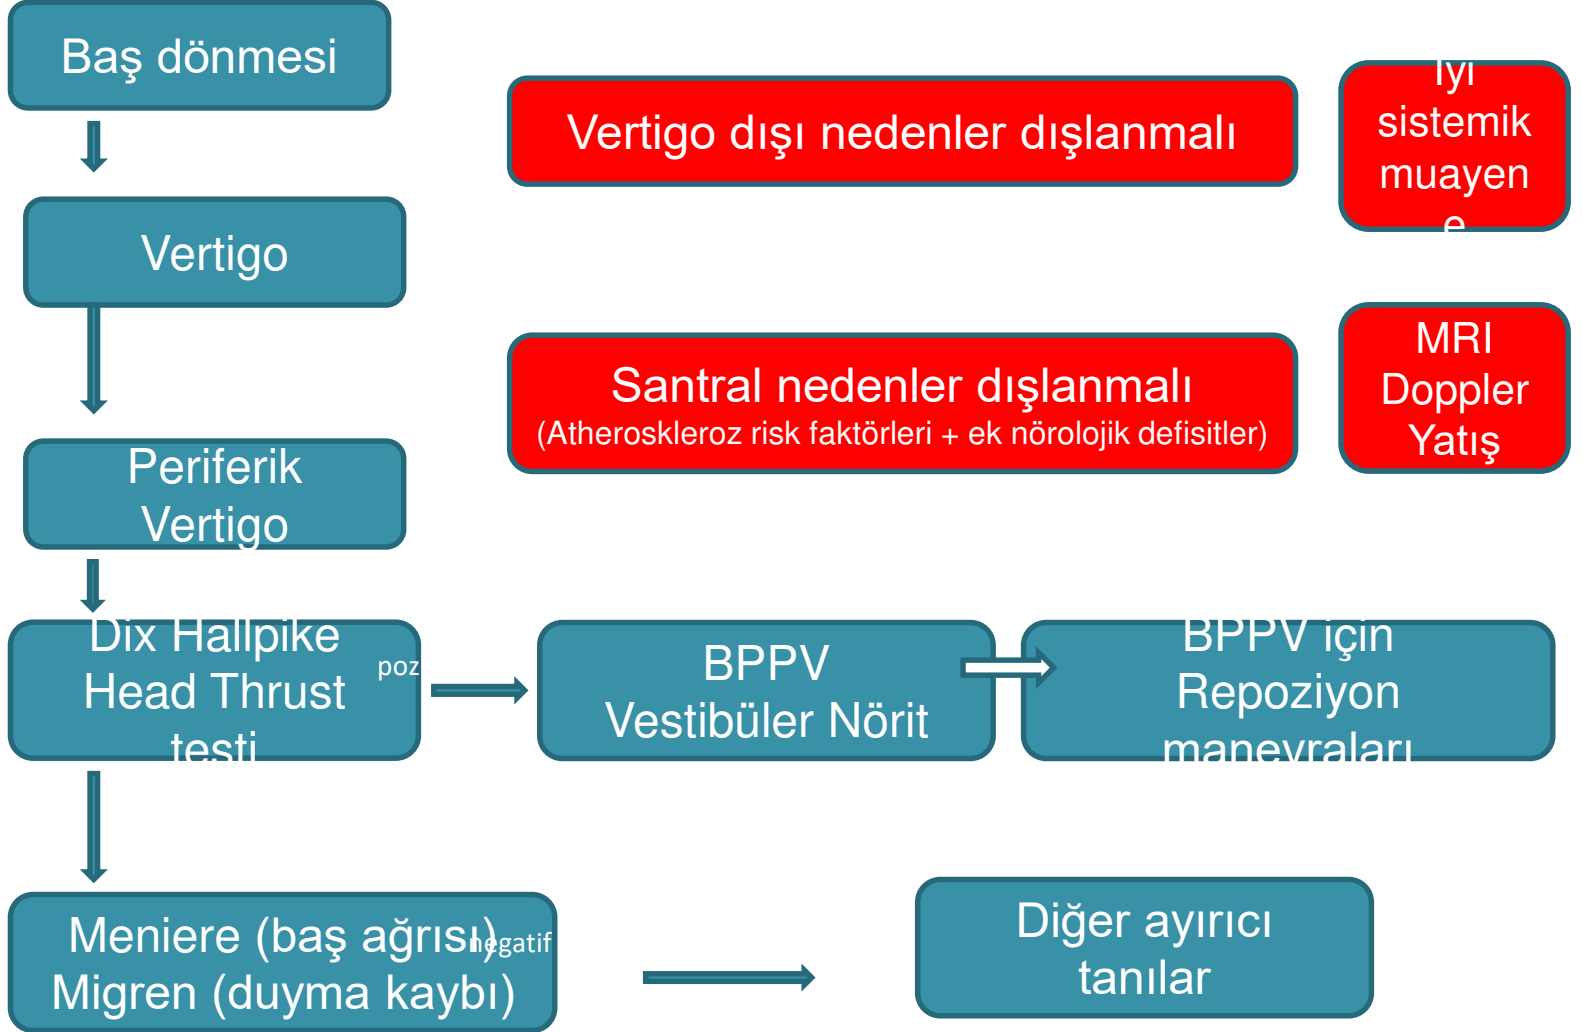 Baş dönmesi
Vertigo dışı nedenler dışlanmalı
İyi
sistemik
muayen
e
Vertigo
Santral nedenler dışlanmalı
(Atheroskleroz risk faktörleri + ek nörolojik defisitler)
MRI
Doppler
Yatış
Periferik
Vertigo
Dix Hallpike
Head Thrust
testi
poz
BPPV
Vestibüler Nörit
BPPV için
Repoziyon
manevraları
Meniere (baş ağrısı)
negatif
Migren (duyma kaybı)
Diğer ayırıcı
tanılar